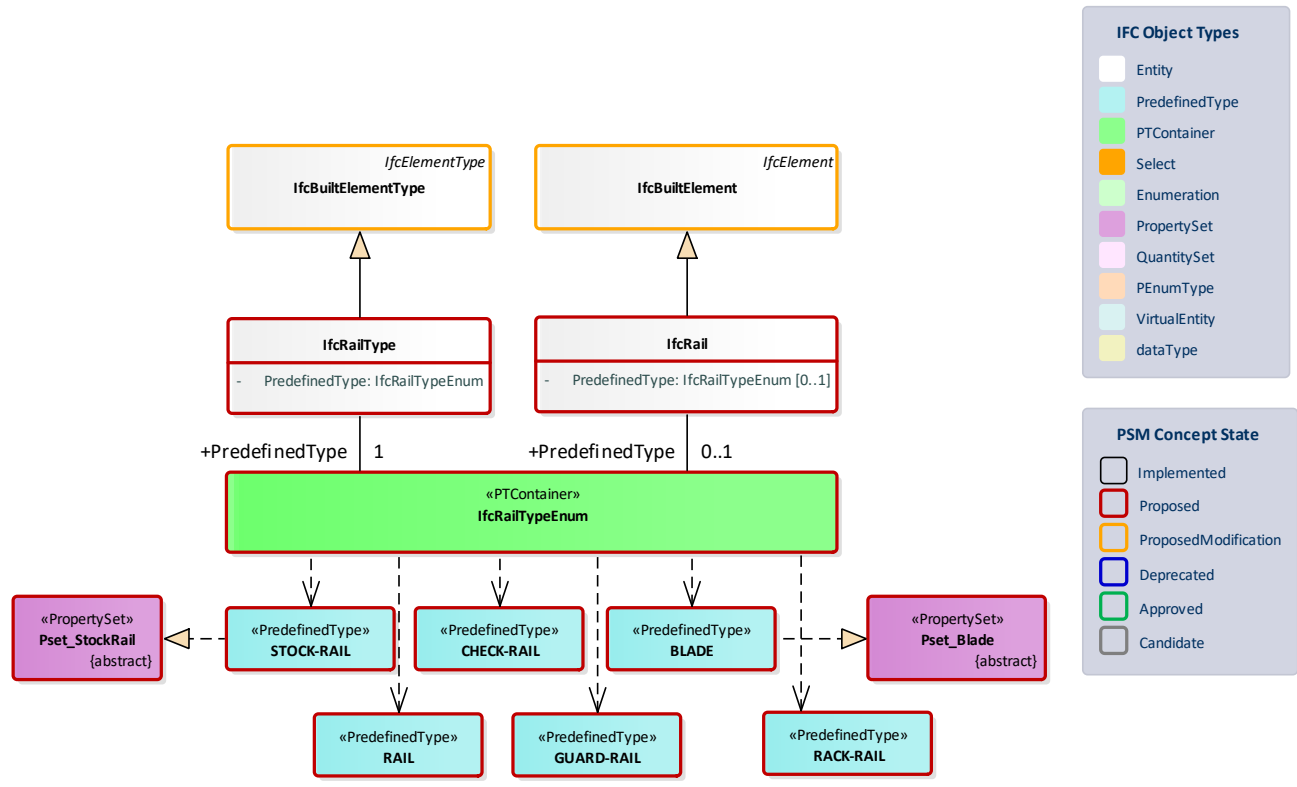 IFC Object Types
Entity
PredefinedType
PTContainer
Select
Enumeration
PropertySet
QuantitySet
PEnumType
VirtualEntity
dataType
PSM Concept State
Implemented
Proposed
ProposedModification
Deprecated
Approved
Candidate
IfcElementType
IfcBuiltElementType
IfcElement
IfcBuiltElement
IfcRailType
- PredefinedType: IfcRailTypeEnum
IfcRail
- PredefinedType: IfcRailTypeEnum [0..1]
+PredefinedType 1
+PredefinedType 0..1
«PTContainer»
IfcRailTypeEnum
«PropertySet»
Pset_StockRail
{abstract}
«PredefinedType»
STOCK-RAIL
«PredefinedType»
CHECK-RAIL
«PredefinedType»
BLADE
«PropertySet»
Pset_Blade
{abstract}
«PredefinedType»
RAIL
«PredefinedType»
GUARD-RAIL
«PredefinedType»
RACK-RAIL